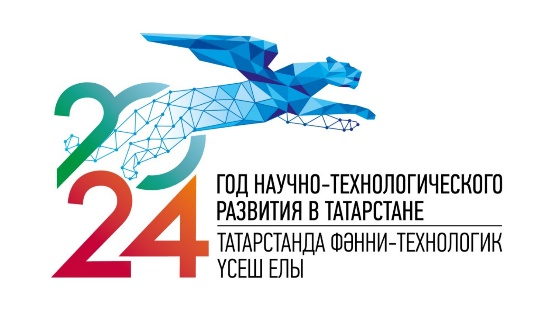 2024
ГОД НАУЧНО-ТЕХНОЛОГИЧЕСКОГО
РАЗВИТИЯ В ТАТАРСТАНЕ
ТАТАРСТАНДА ФӘННИ-ТЕХНОЛОГИК
ҮСЕШ ЕЛЫ